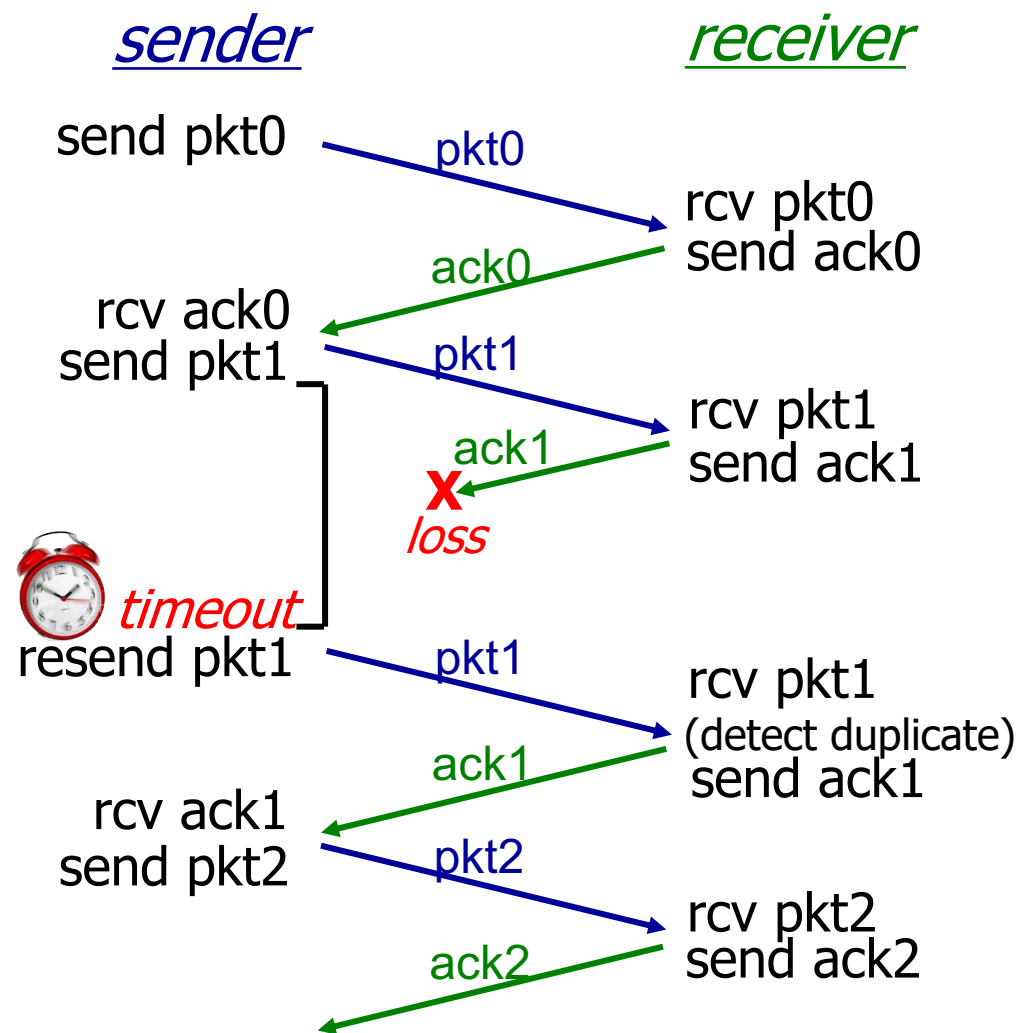 sender
receiver
send pkt0
pkt0
rcv pkt0
send ack0
ack0
rcv ack0
send pkt1
pkt1
rcv pkt1
send ack1
ack1
X
loss
timeout
resend pkt1
pkt1
rcv pkt1
(detect duplicate)
send ack1
ack1
rcv ack1
send pkt2
pkt2
rcv pkt2
send ack2
ack2